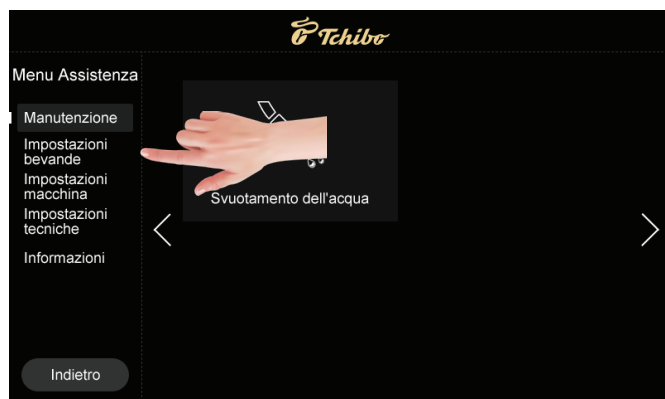 Tchibo
Menu Assistenza
Manutenzione
Impostazioni
bevande
Impostazioni
macchina
Impostazioni
tecniche
Informazioni
Indietro
Svuotamento dell'acqua